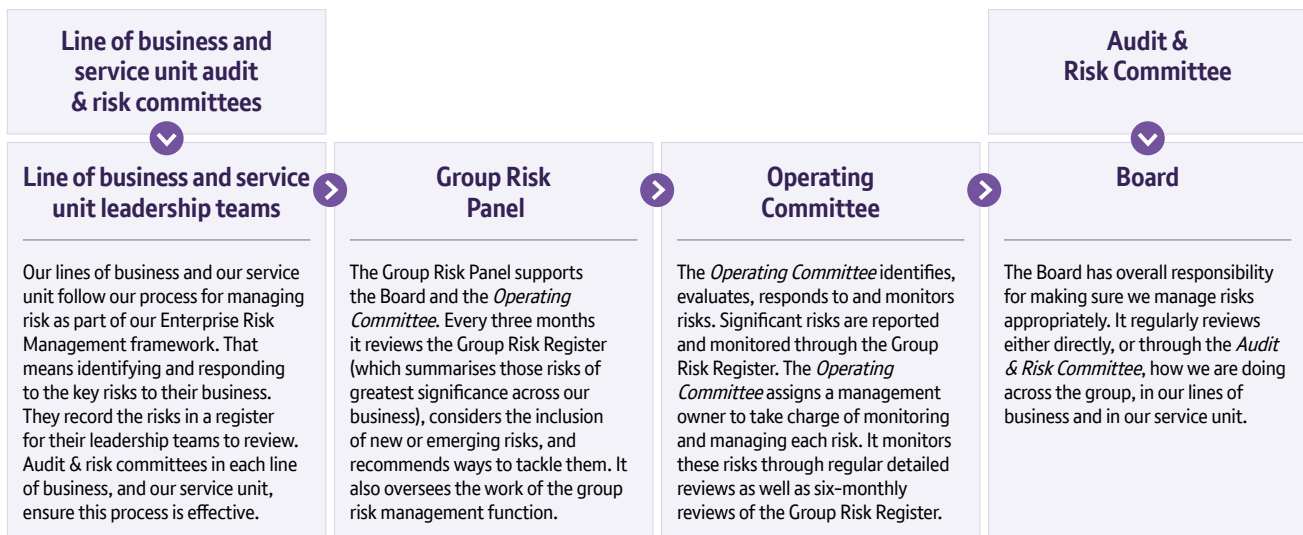 Line of business and
service unit audit
& risk committees
Audit &
Risk Committee
Line of business and service
unit leadership teams
Our lines of business and our service
unit follow our process for managing
risk as part of our Enterprise Risk
Management framework. That
means identifying and responding
to the key risks to their business.
They record the risks in a register
for their leadership teams to review.
Audit & risk committees in each line
of business, and our service unit,
ensure this process is effective.
Group Risk
Panel
The Group Risk Panel supports
the Board and the Operating
Committee. Every three months
it reviews the Group Risk Register
(which summarises those risks of
greatest significance across our
business), considers the inclusion
of new or emerging risks, and
recommends ways to tackle them. It
also oversees the work of the group
risk management function.
Operating
Committee
The Operating Committee identifies,
evaluates, responds to and monitors
risks. Significant risks are reported
and monitored through the Group
Risk Register. The Operating
Committee assigns a management
owner to take charge of monitoring
and managing each risk. It monitors
these risks through regular detailed
reviews as well as six-monthly
reviews of the Group Risk Register.
Board
The Board has overall responsibility
for making sure we manage risks
appropriately. It regularly reviews
either directly, or through the Audit
& Risk Committee, how we are doing
across the group, in our lines of
business and in our service unit.